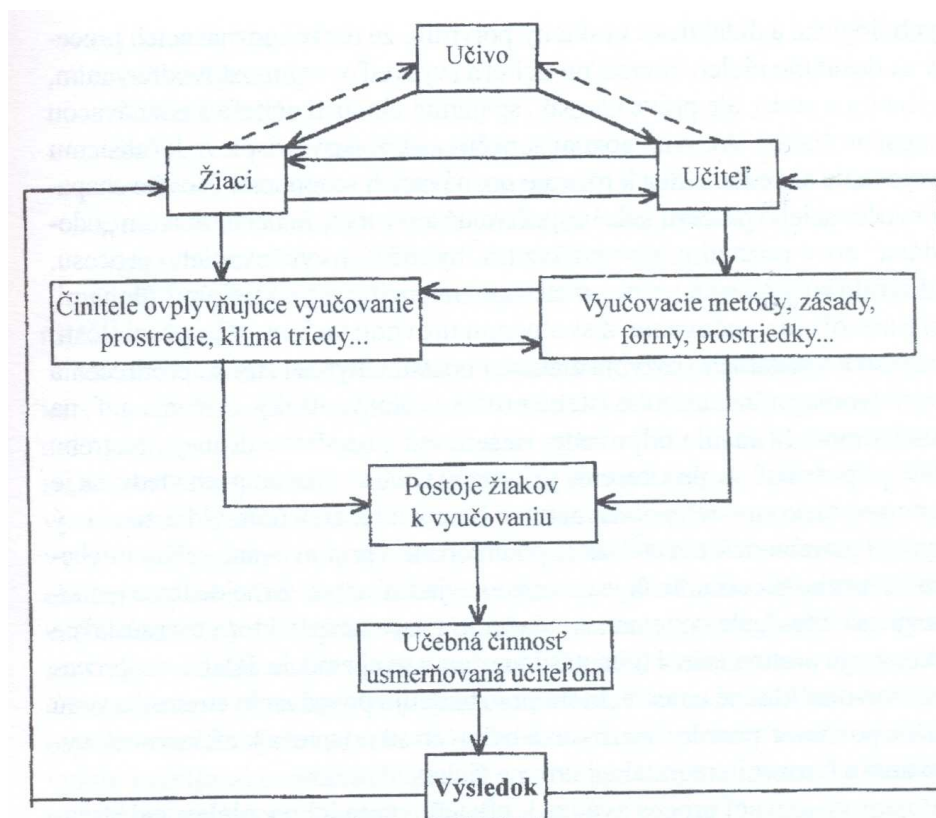 Učivo
Žiaci
Učiteľ
Činitele ovplyvňujúce vyučovanie
prostredie, klíma triedy...
Vyučovacie metódy, zásady,
formy, prostriedky...
Postoje žiakov
k vyučovaniu
Učebná činnosť
usmerňovaná učiteľom
Výsledok